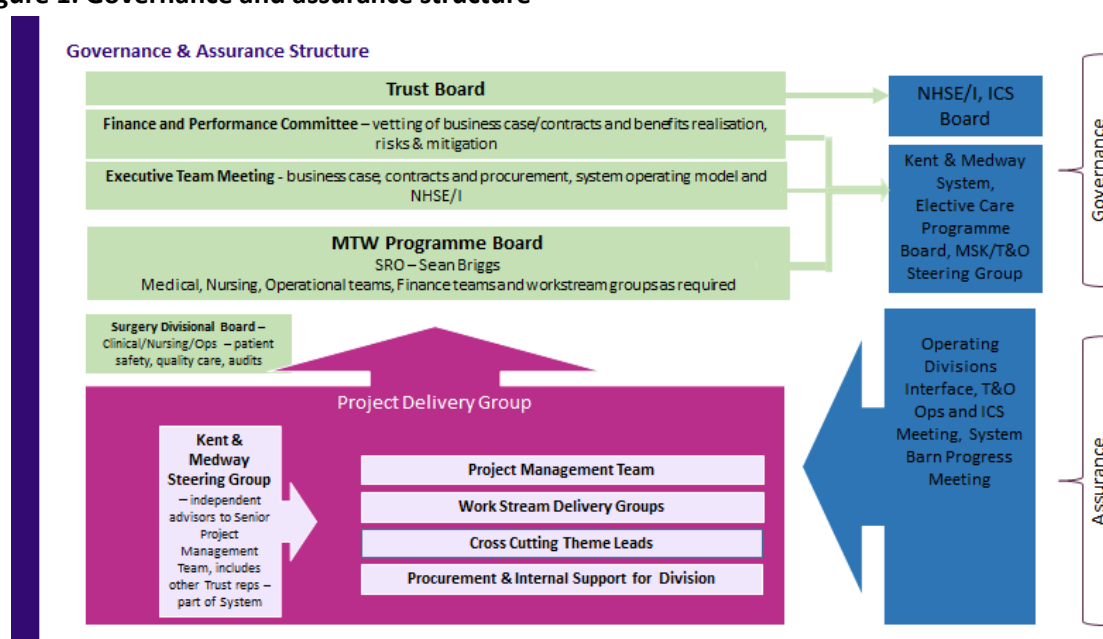 gure 1: Governance and assurance structure
Governance & Assurance Structure
Trust Board
Finance and Performance Committee – vetting of business case/contracts and benefits realisation,
risks & mitigation
Executive Team Meeting - business case, contracts and procurement, system operating model and
NHSE/I
MTW Programme Board
SRO – Sean Briggs
Medical, Nursing, Operational teams, Finance teams and workstream groups as required
NHSE/I, ICS
Board
Kent & Medway
System,
Elective Care
Programme
Board, MSK/T&O
Steering Group
Governance
Surgery Divisional Board –
Clinical/Nursing/Ops – patient
safety, quality care, audits
Project Delivery Group
Kent &
Medway
Steering Group
– independent
advisors to Senior
Project
Management
Team, includes
other Trust reps –
part of System
Project Management Team
Work Stream Delivery Groups
Cross Cutting Theme Leads
Procurement & Internal Support for Division
Operating
Divisions
Interface, T&O
Ops and ICS
Meeting, System
Barn Progress
Meeting
Assurance